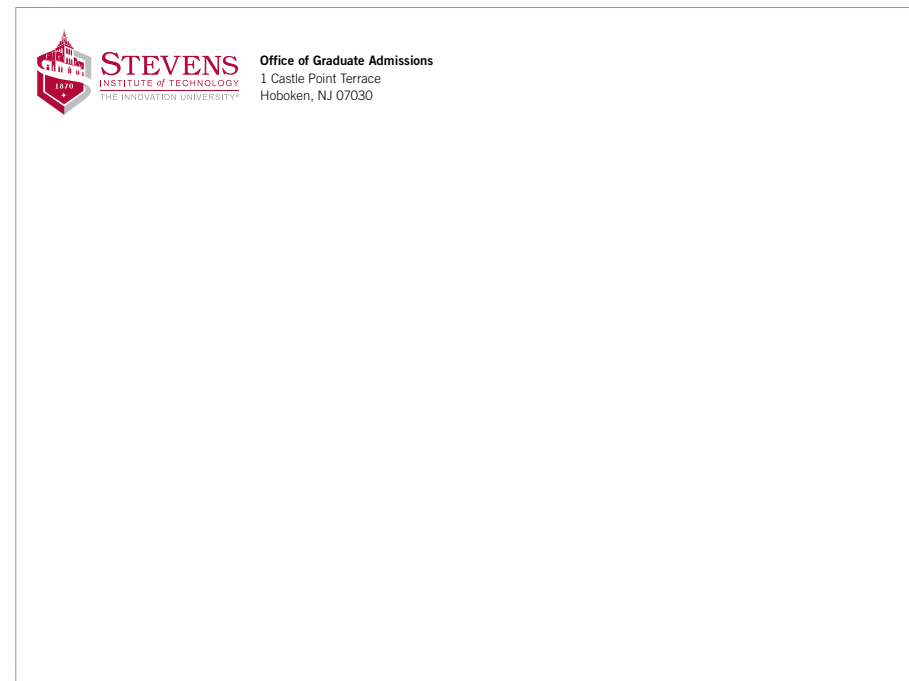 STEVENS
INSTITUTE of TECHNOLOGY
THE INNOVATION UNIVERSITY®
1870
Office of Graduate Admissions
1 Castle Point Terrace
Hoboken, NJ 07030